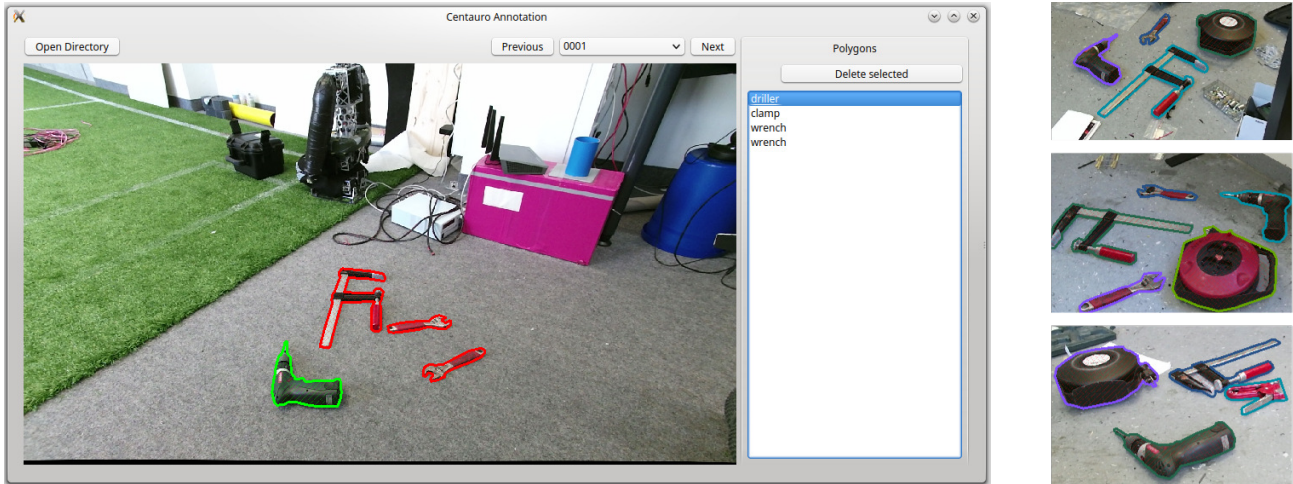 Centauro Annotation
Open Directory
Previous 0001 Next
Polygons
Delete selected
driller
clamp
wrench
wrench